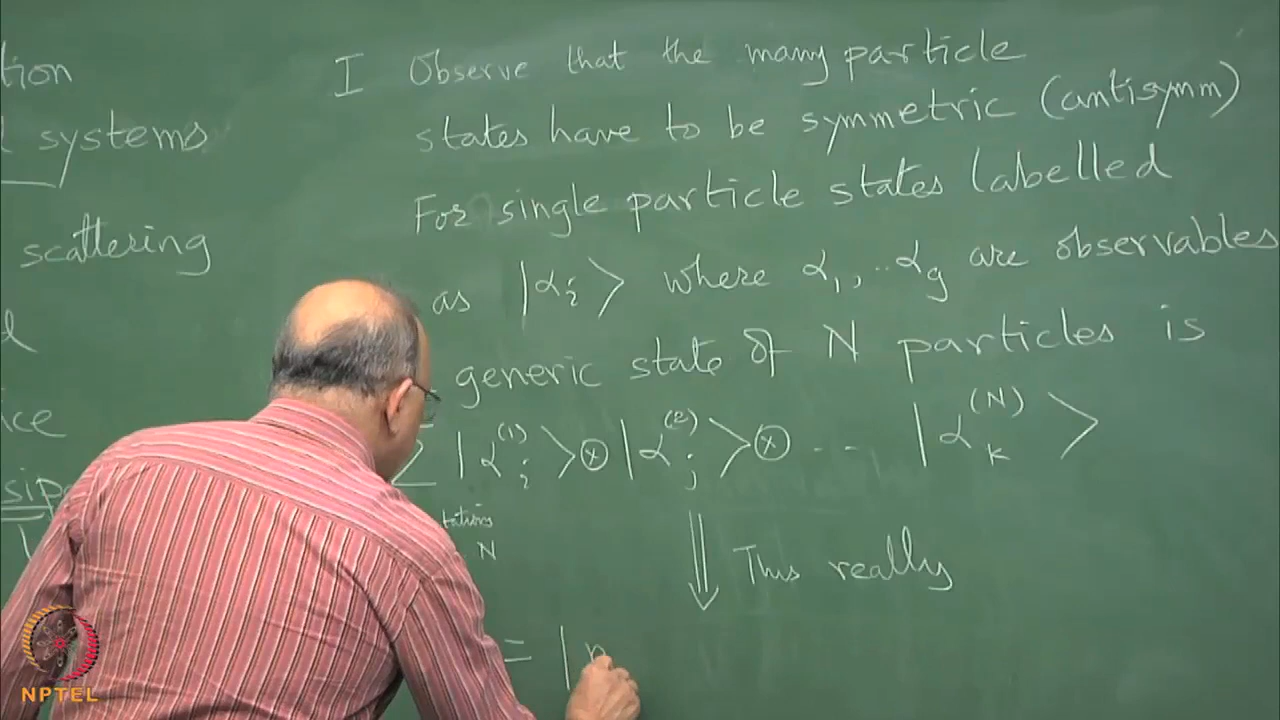 tion
systems
scattering
I Observe that the many particle
states have to be symmetric (antisymm)
For single particle states labelled
as |α_i⟩ where α_1, ..α_g are observables
generic state of N particles is
Σ |α_i^(1)⟩ ⊗ |α_j^(2)⟩ ⊗ .. -- |α_k^(N)⟩
tations
N
⇓ This really
= | n
NPTEL